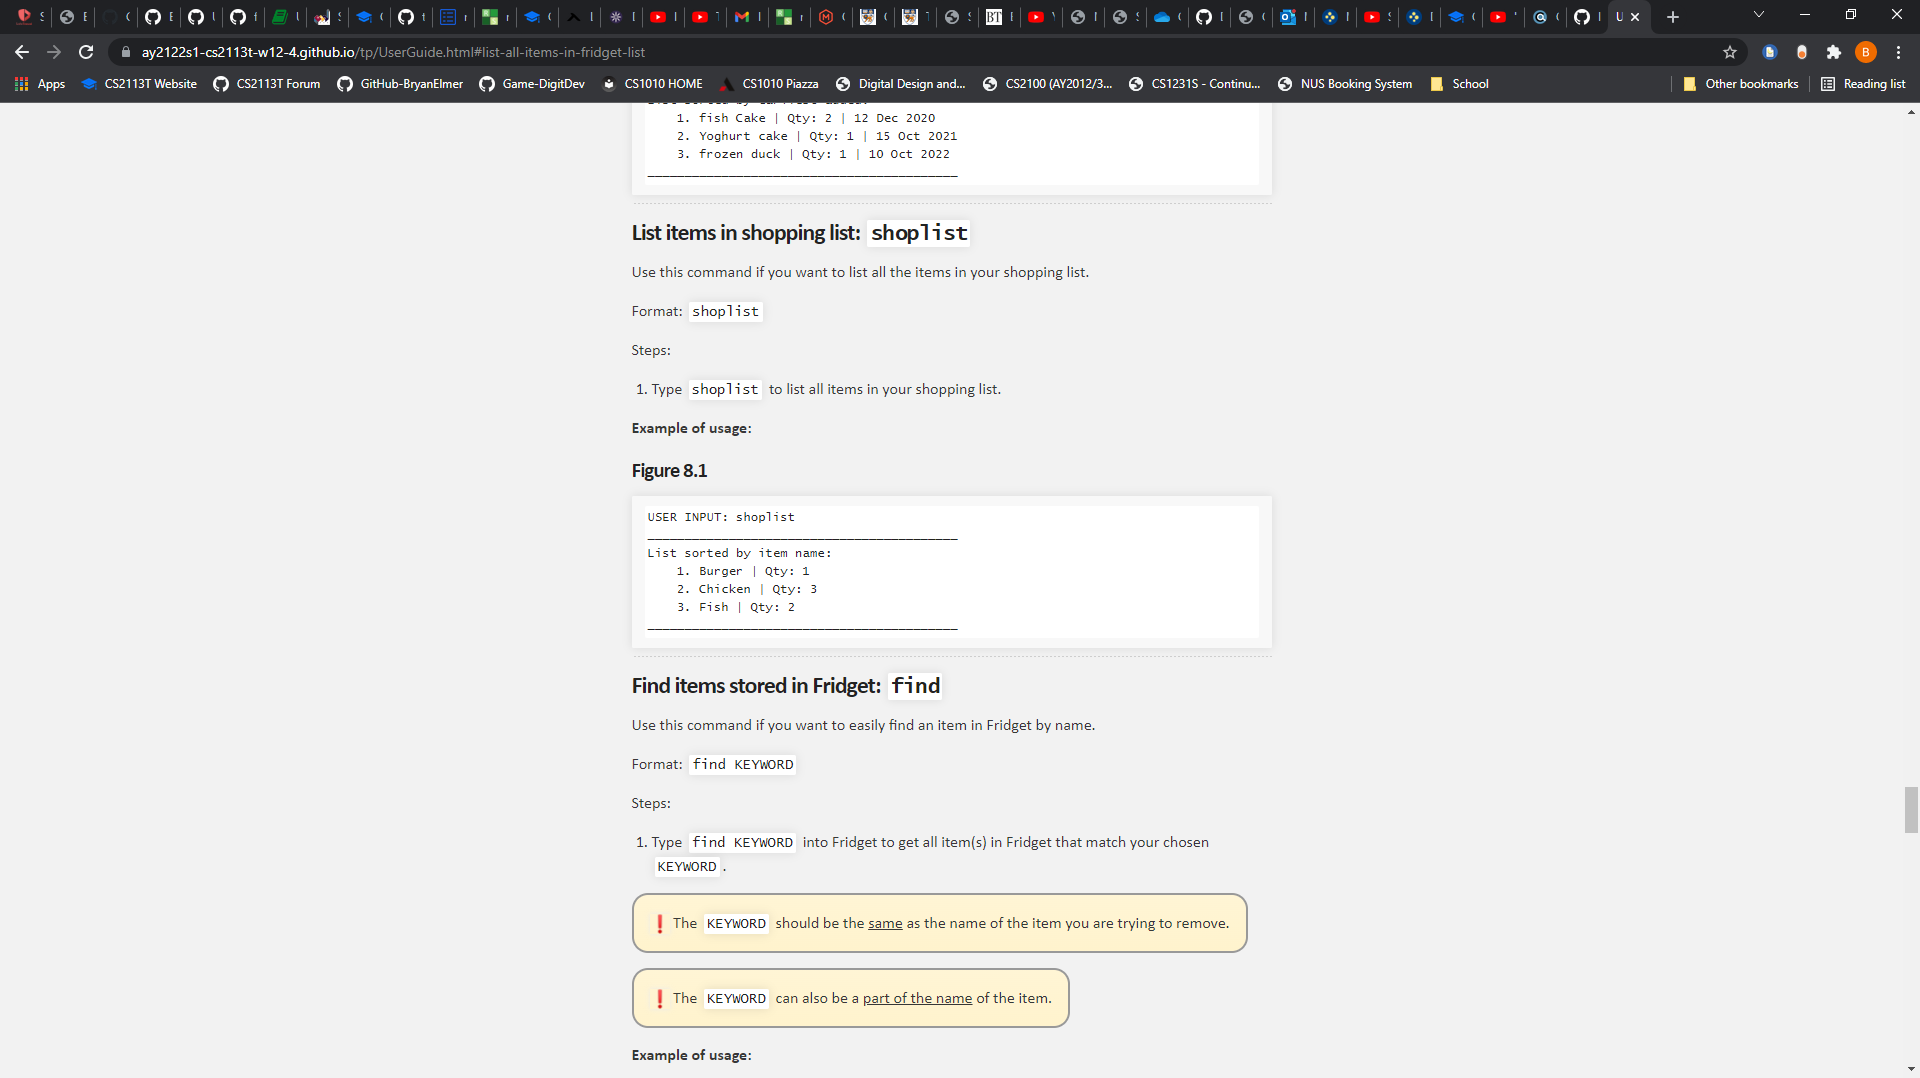 ay2122s1-cs2113t-w12-4.github.io/tp/UserGuide.html#list-all-items-in-fridget-list
B
Apps
CS2113T Website
CS2113T Forum
GitHub-BryanElmer
Game-DigitDev
CS1010 HOME
CS1010 Piazza
Digital Design and...
CS2100 (AY2012/3...
CS1231S - Continu...
NUS Booking System
School
Other bookmarks
Reading list
1. fish Cake | Qty: 2 | 12 Dec 2020
2. Yoghurt cake | Qty: 1 | 15 Oct 2021
3. frozen duck | Qty: 1 | 10 Oct 2022
List items in shopping list: shoplist
Use this command if you want to list all the items in your shopping list.
Format: shoplist
Steps:
1. Type shoplist to list all items in your shopping list.
Example of usage:
Figure 8.1
USER INPUT: shoplist
List sorted by item name:
1. Burger | Qty: 1
2. Chicken | Qty: 3
3. Fish | Qty: 2
Find items stored in Fridget: find
Use this command if you want to easily find an item in Fridget by name.
Format: find KEYWORD
Steps:
1. Type find KEYWORD into Fridget to get all item(s) in Fridget that match your chosen
KEYWORD .
❗ The KEYWORD should be the same as the name of the item you are trying to remove.
❗ The KEYWORD can also be a part of the name of the item.
Example of usage: